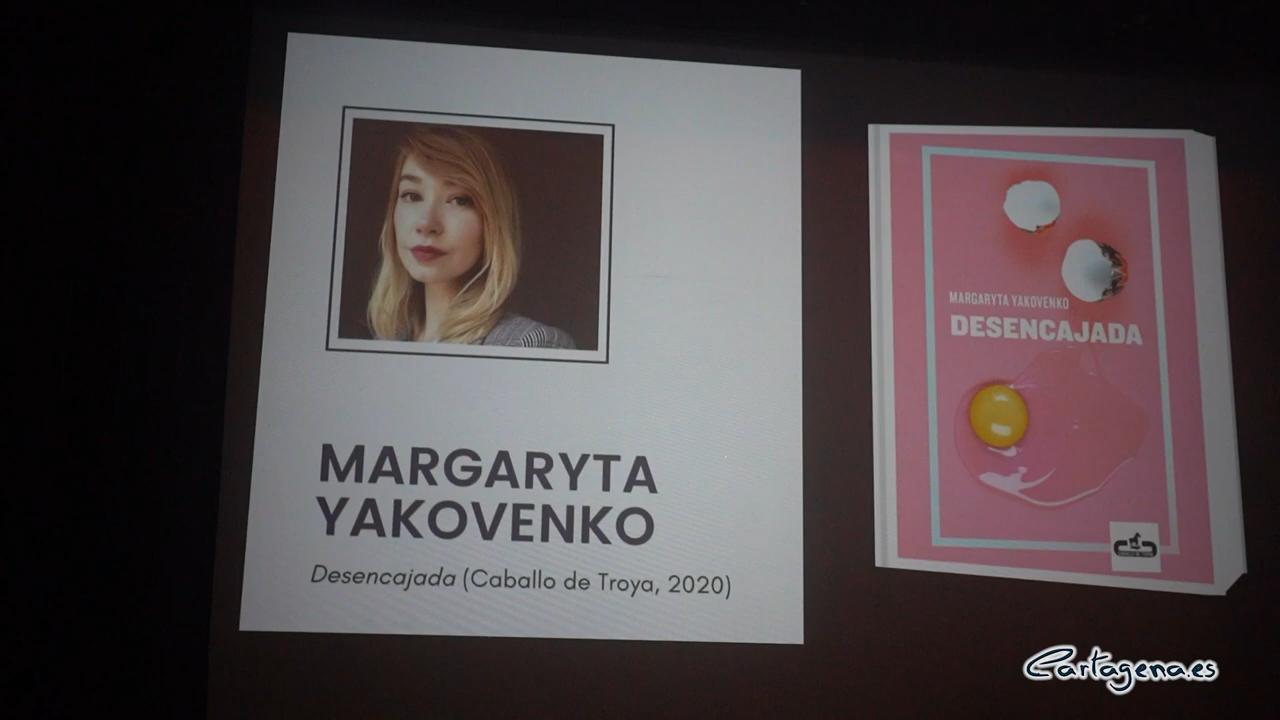 MARGARYTA
YAKOVENKO
Desencajada (Caballo de Troya, 2020)
MARGARYTA YAKOVENKO
DESENCAJADA
Cartagena.es